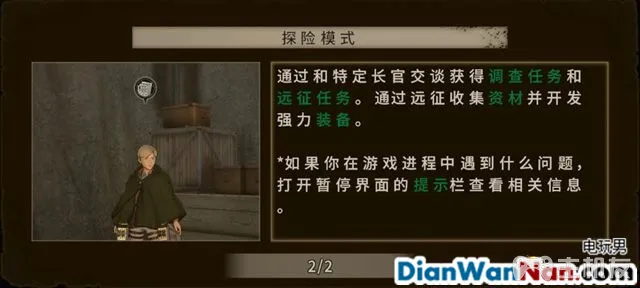 探险模式
通过和特定长官交谈获得调查任务和
远征任务。通过远征收集资材并开发
强力装备。
*如果你在游戏进程中遇到什么问题，
打开暂停界面的提示栏查看相关信息
。
2/2
电玩男
DianWanNan.com